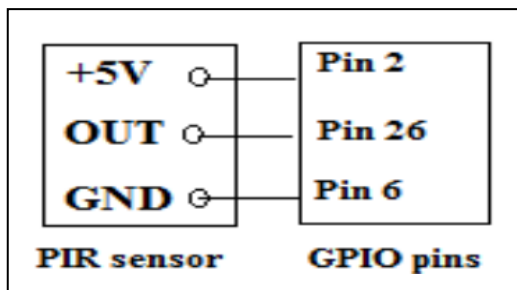 +5V Pin 2
OUT Pin 26
GND Pin 6
PIR sensor GPIO pins